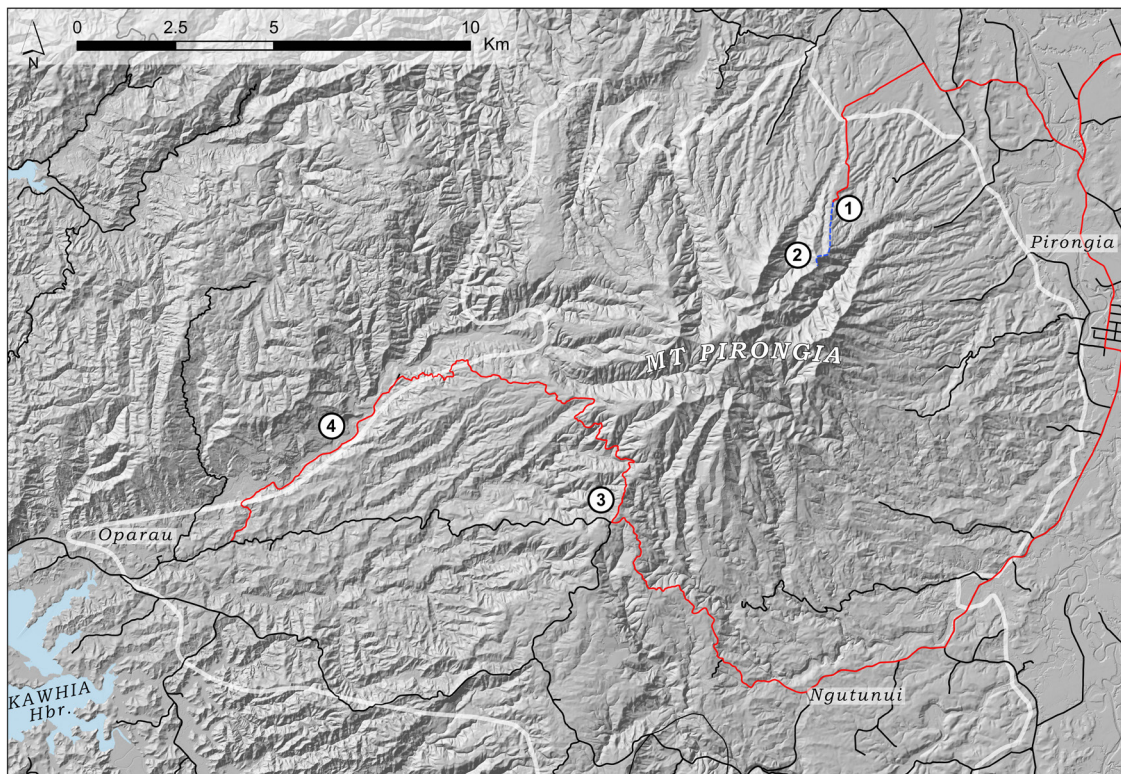 0 2.5 5 10
Km
N
1
Pirongia
2
MT PIRONGIA
4
3
Oparau
KAWHIA
Hbr.
Ngutunui